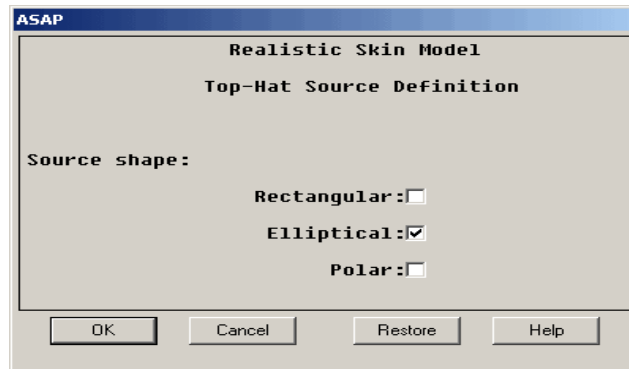 ASAP
Realistic Skin Model
Top-Hat Source Definition
Source shape:
Rectangular:
Elliptical:
Polar:
OK Cancel Restore Help